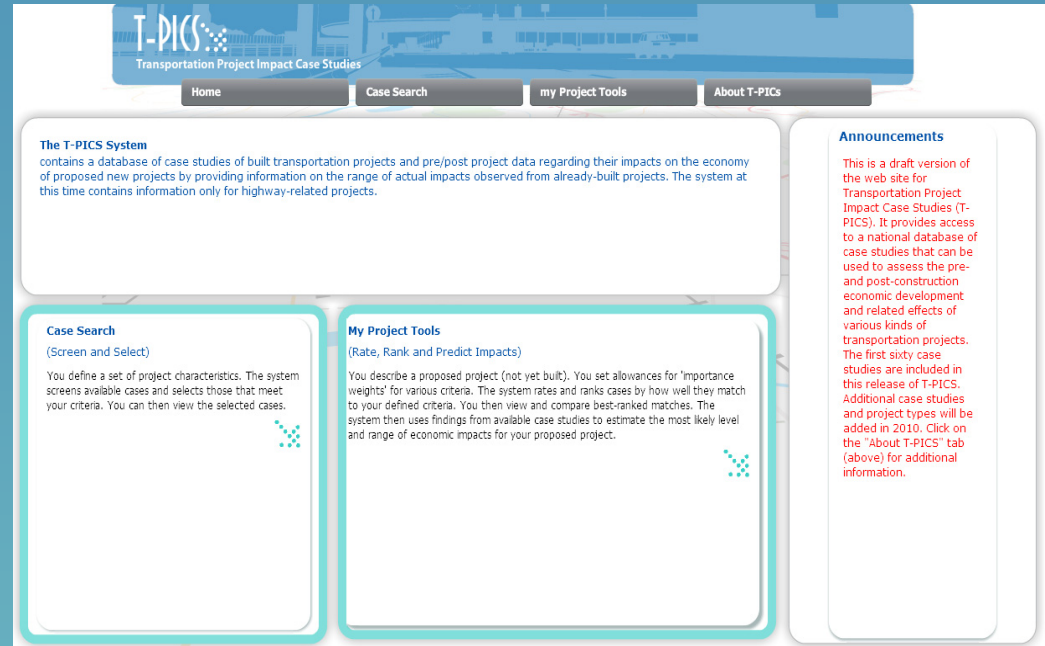 T-PICS
Transportation Project Impact Case Studies
Home
Case Search
my Project Tools
About T-PICs
The T-PICS System
contains a database of case studies of built transportation projects and pre/post project data regarding their impacts on the economy
of proposed new projects by providing information on the range of actual impacts observed from already-built projects. The system at
this time contains information only for highway-related projects.
Case Search
(Screen and Select)
You define a set of project characteristics. The system
screens available cases and selects those that meet
your criteria. You can then view the selected cases.
My Project Tools
(Rate, Rank and Predict Impacts)
You describe a proposed project (not yet built). You set allowances for 'importance
weights' for various criteria. The system rates and ranks cases by how well they match
to your defined criteria. You then view and compare best-ranked matches. The
system then uses findings from available case studies to estimate the most likely level
and range of economic impacts for your proposed project.
Announcements
This is a draft version of
the web site for
Transportation Project
Impact Case Studies (T-
PICS). It provides access
to a national database of
case studies that can be
used to assess the pre-
and post-construction
economic development
and related effects of
various kinds of
transportation projects.
The first sixty case
studies are included in
this release of T-PICS.
Additional case studies
and project types will be
added in 2010. Click on
the "About T-PICS" tab
(above) for additional
information.